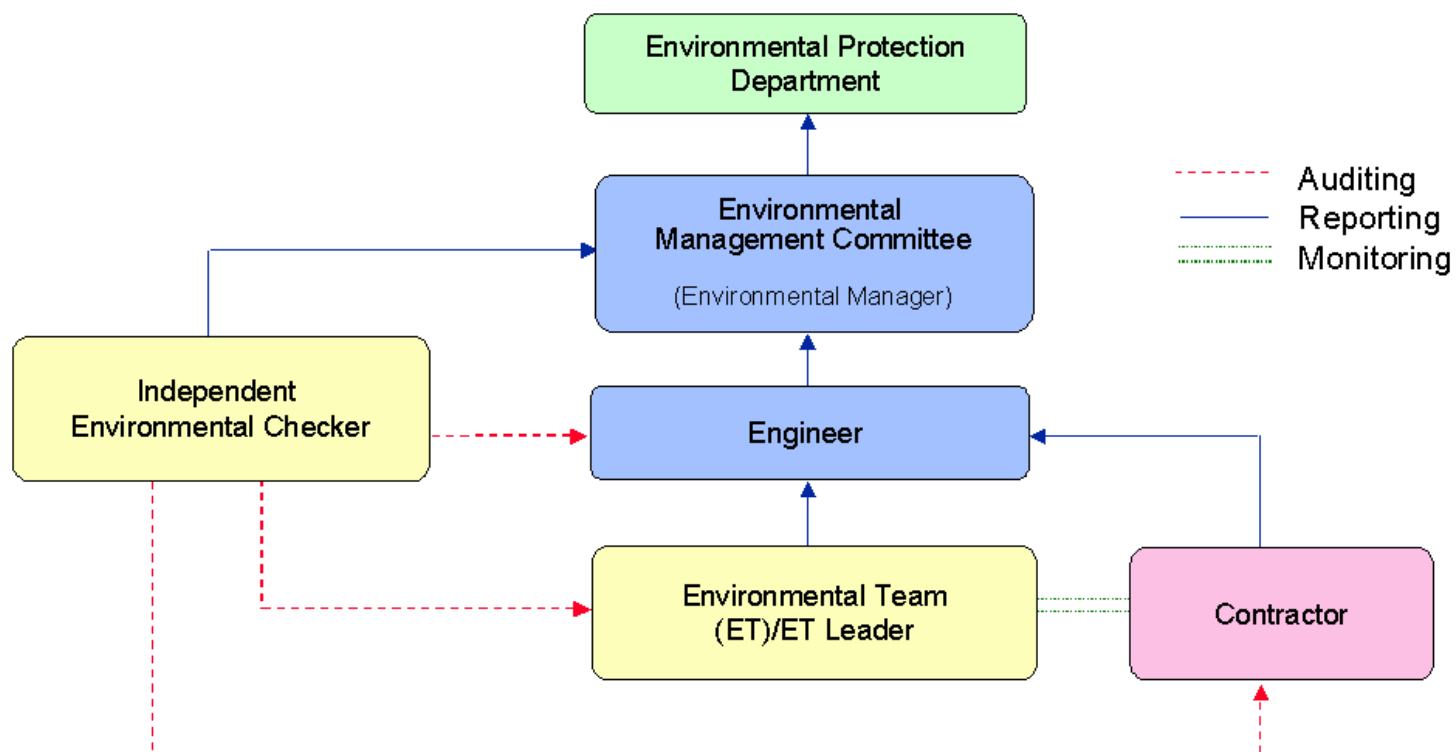 Environmental Protection
Department
Environmental
Management Committee
(Environmental Manager)
Auditing
Reporting
Monitoring
Independent
Environmental Checker
Engineer
Environmental Team
(ET)/ET Leader
Contractor